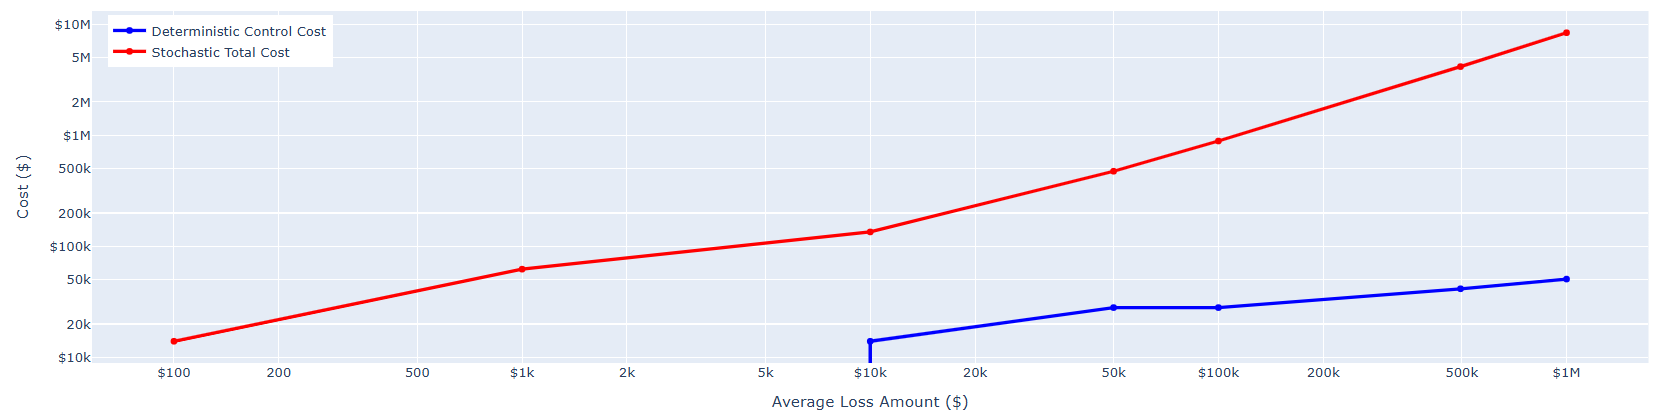 Deterministic Control Cost
Stochastic Total Cost
Cost ($)
$10M
5M
2M
$1M
500k
200k
$100k
50k
20k
$10k
$100 200 500 $1k 2k 5k $10k 20k 50k $100k 200k 500k $1M
Average Loss Amount ($)